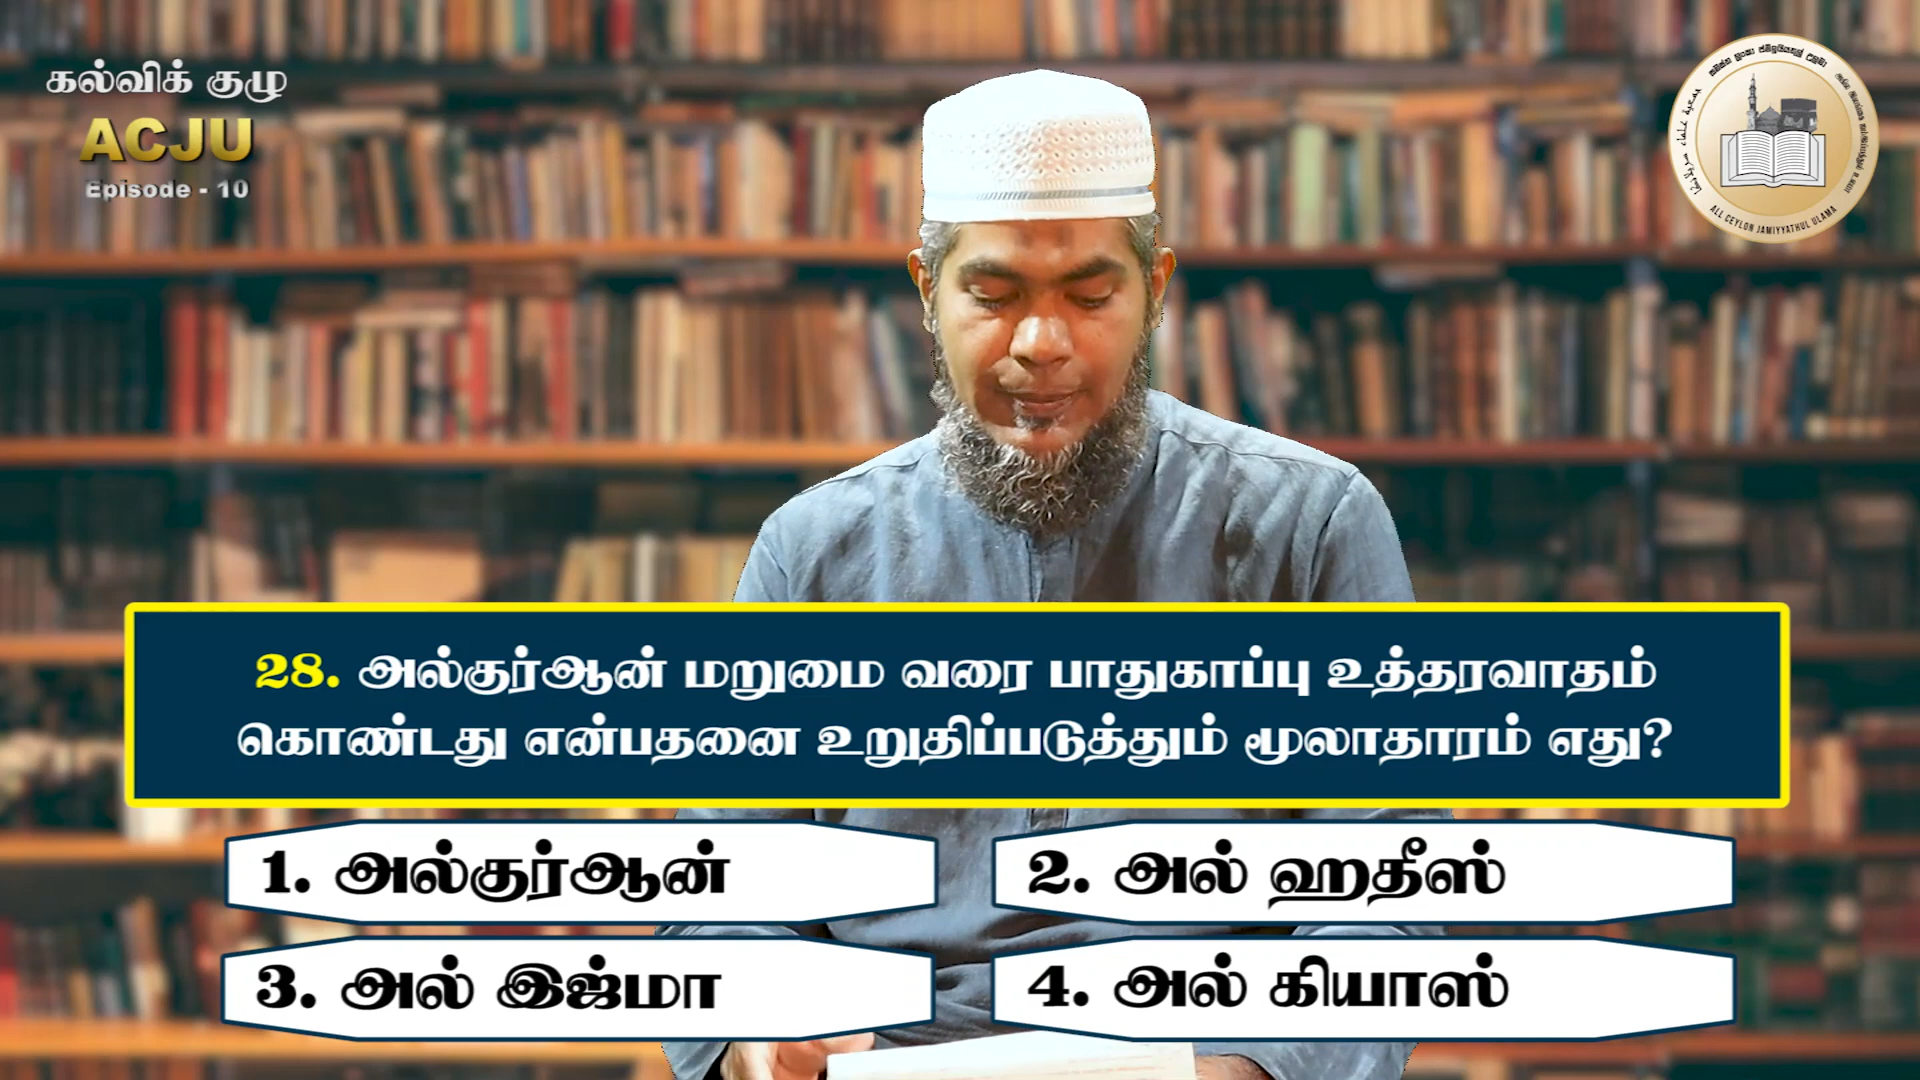 கல்விக் குழு
ACJU
Episode - 10
ALL CEYLON JAMIYYATHUL ULAMA
28. அல்குர்ஆன் மறுமை வரை பாதுகாப்பு உத்தரவாதம்
கொண்டது என்பதனை உறுதிப்படுத்தும் மூலாதாரம் எது?
1. அல்குர்ஆன்
2. அல் ஹதீஸ்
3. அல் இஜ்மா
4. அல் கியாஸ்